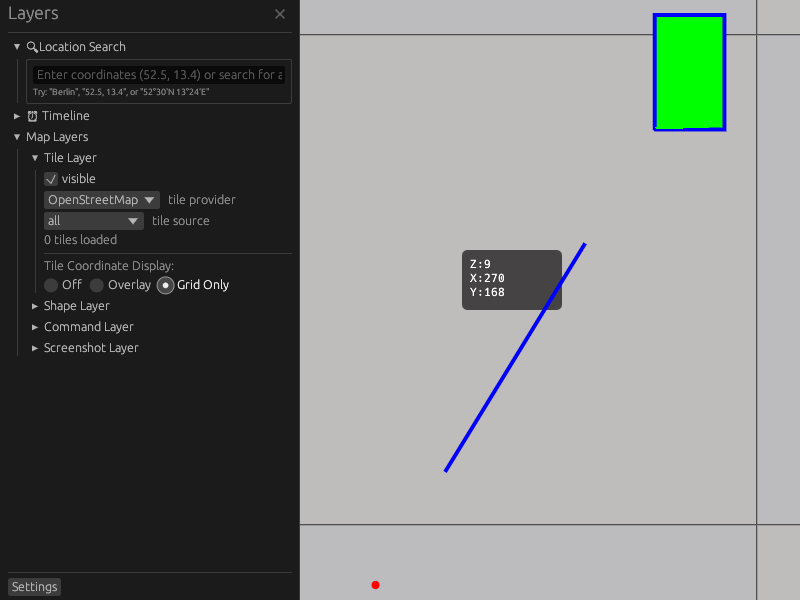 Layers
Location Search
Enter coordinates (52.5, 13.4) or search for a
Try: "Berlin", "52.5, 13.4", or "52°30'N 13°24'E"
Timeline
Map Layers
Tile Layer
visible
OpenStreetMap tile provider
all tile source
0 tiles loaded
Tile Coordinate Display:
Off Overlay Grid Only
Shape Layer
Command Layer
Screenshot Layer
Settings
Z:9
X:270
Y:168